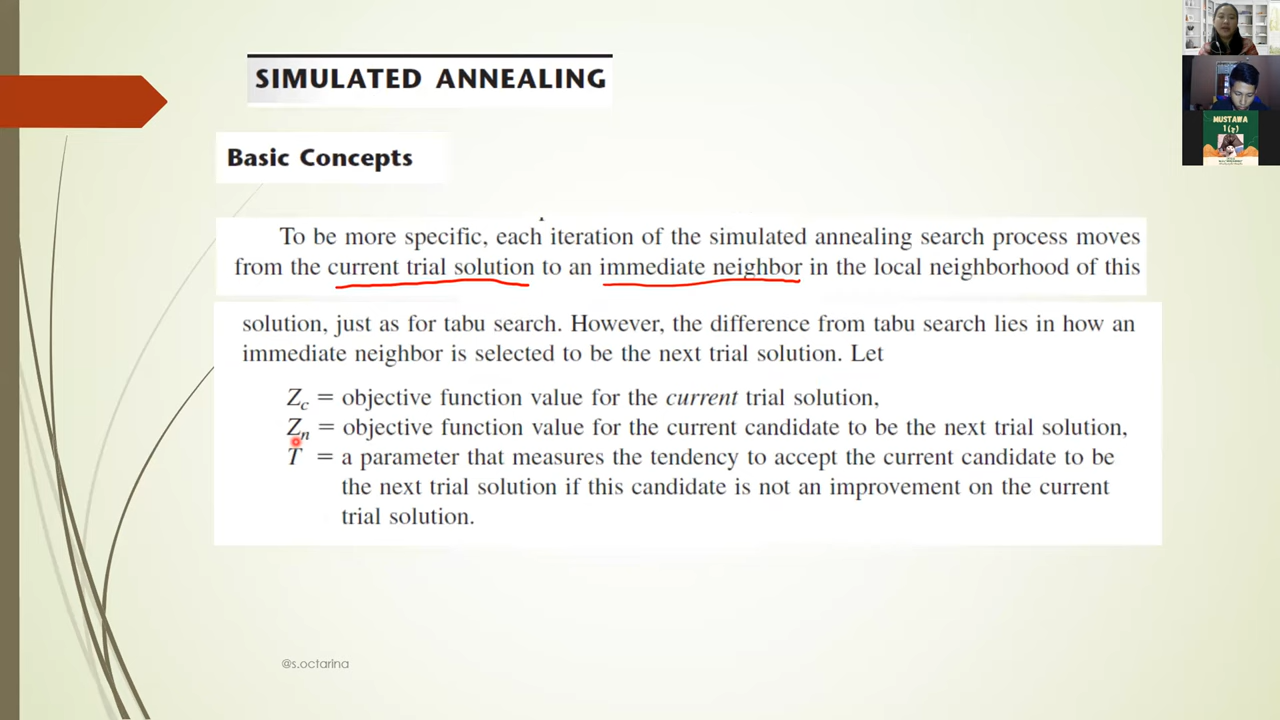 SIMULATED ANNEALING
Basic Concepts
To be more specific, each iteration of the simulated annealing search process moves
from the current trial solution to an immediate neighbor in the local neighborhood of this
solution, just as for tabu search. However, the difference from tabu search lies in how an
immediate neighbor is selected to be the next trial solution. Let
Zc = objective function value for the current trial solution,
Zn = objective function value for the current candidate to be the next trial solution,
T = a parameter that measures the tendency to accept the current candidate to be
the next trial solution if this candidate is not an improvement on the current
trial solution.
@s.octarina
MUSTAWA